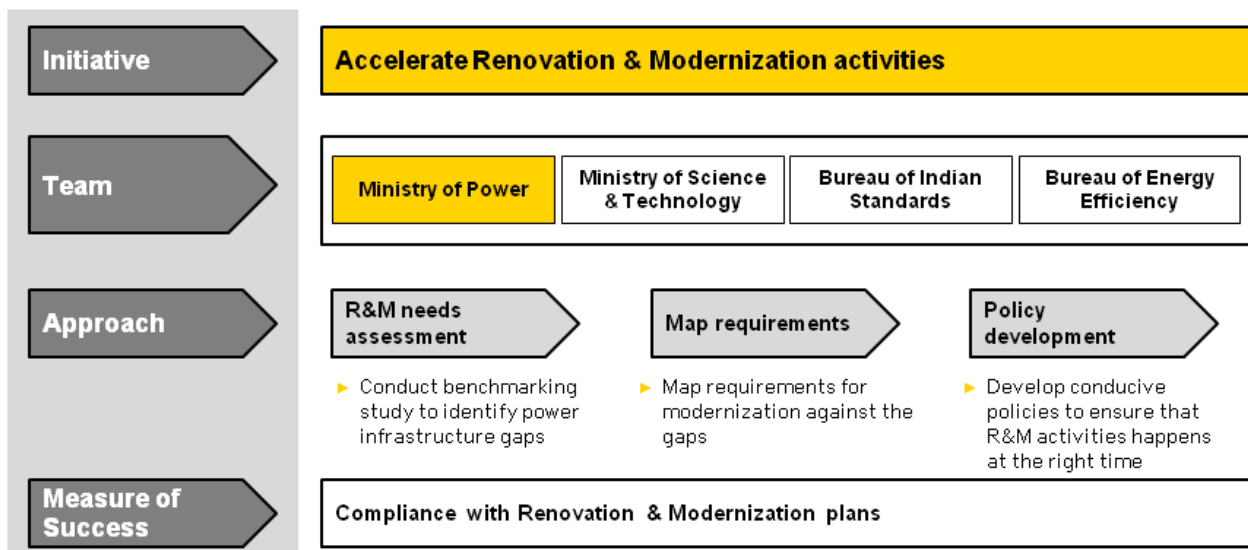 Initiative
Accelerate Renovation & Modernization activities
Team
Ministry of Power
Ministry of Science
& Technology
Bureau of Indian
Standards
Bureau of Energy
Efficiency
Approach
R&M needs
assessment
Map requirements
Policy
development
► Conduct benchmarking
study to identify power
infrastructure gaps
► Map requirements for
modernization against the
gaps
► Develop conducive
policies to ensure that
R&M activities happens
at the right time
Measure of
Success
Compliance with Renovation & Modernization plans